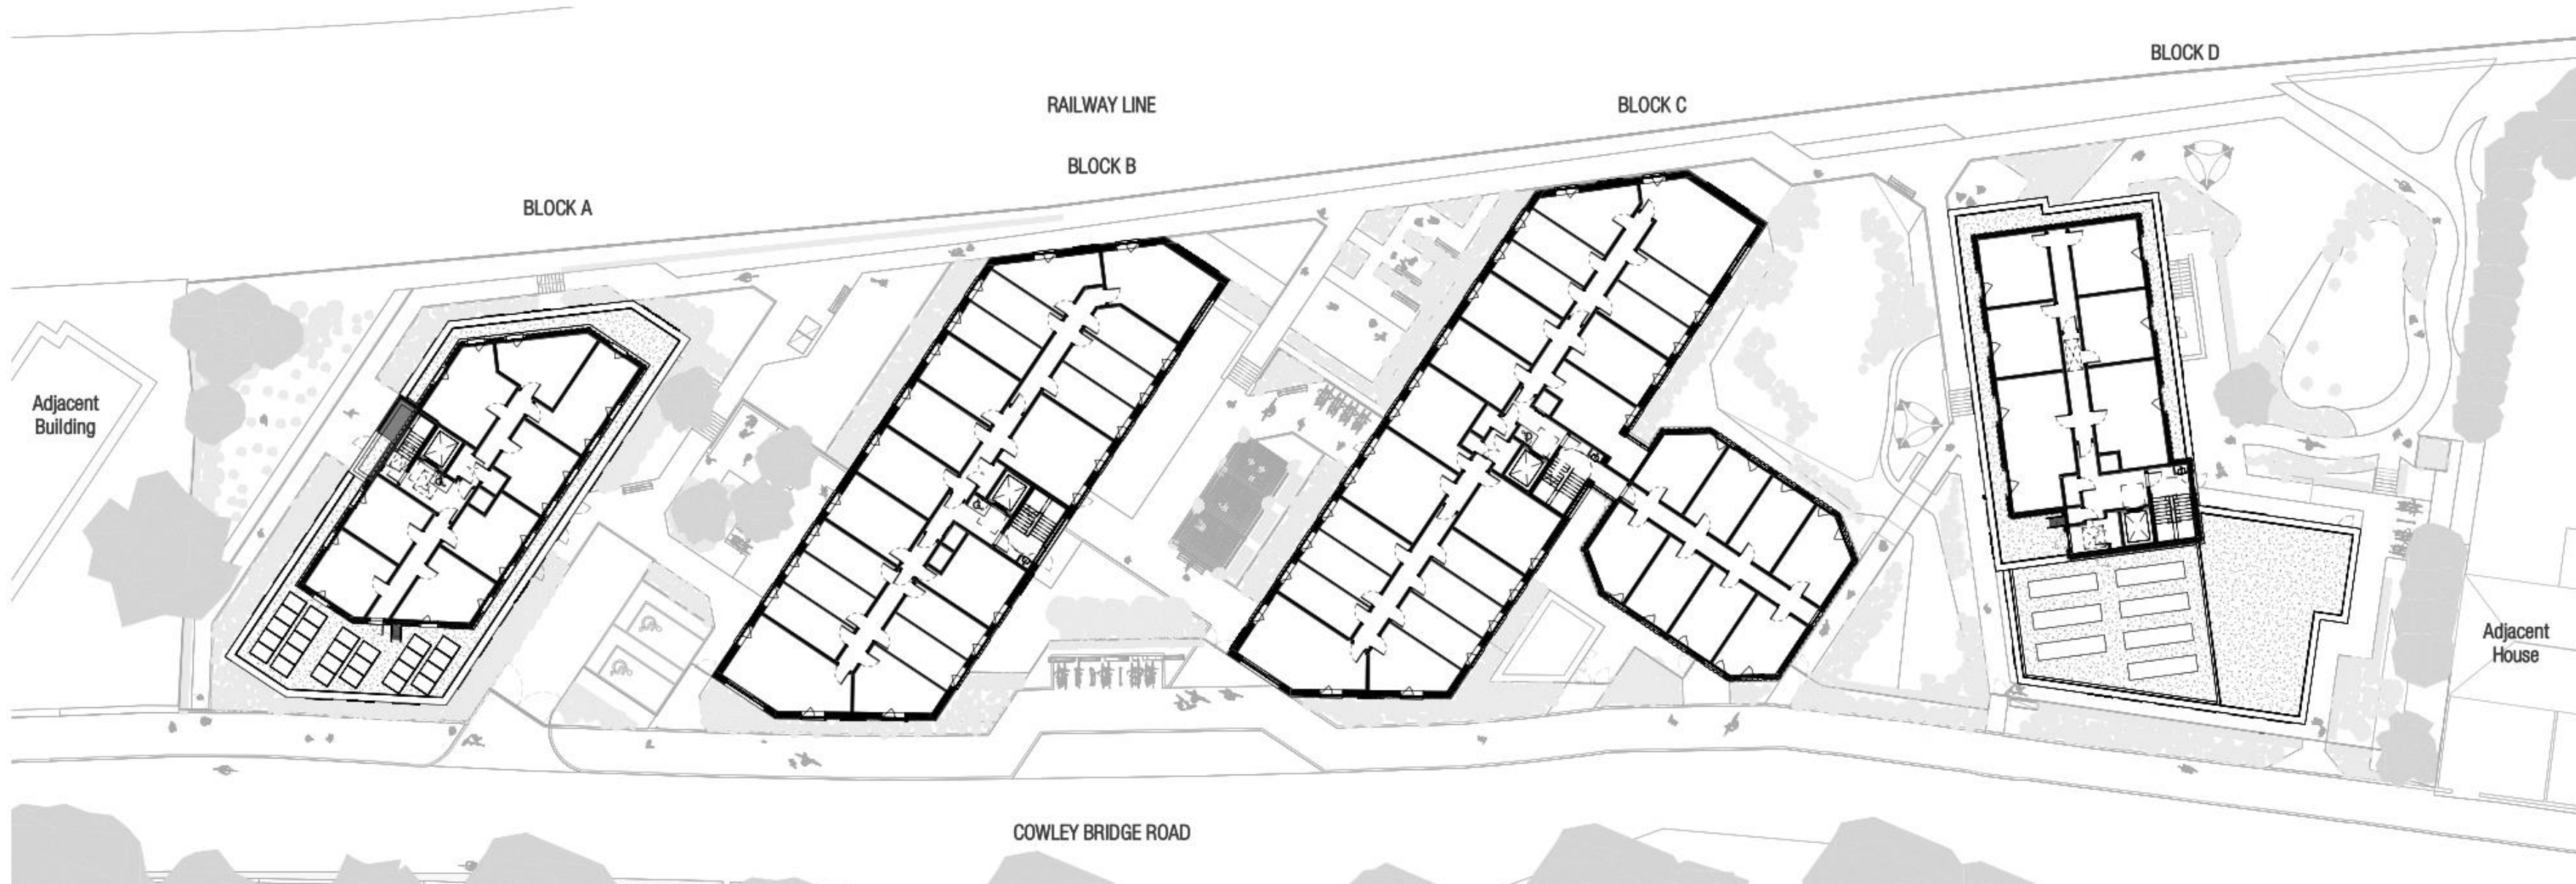 BLOCK D
RAILWAY LINE
BLOCK C
BLOCK B
BLOCK A
Adjacent
Building
Adjacent
House
COWLEY BRIDGE ROAD